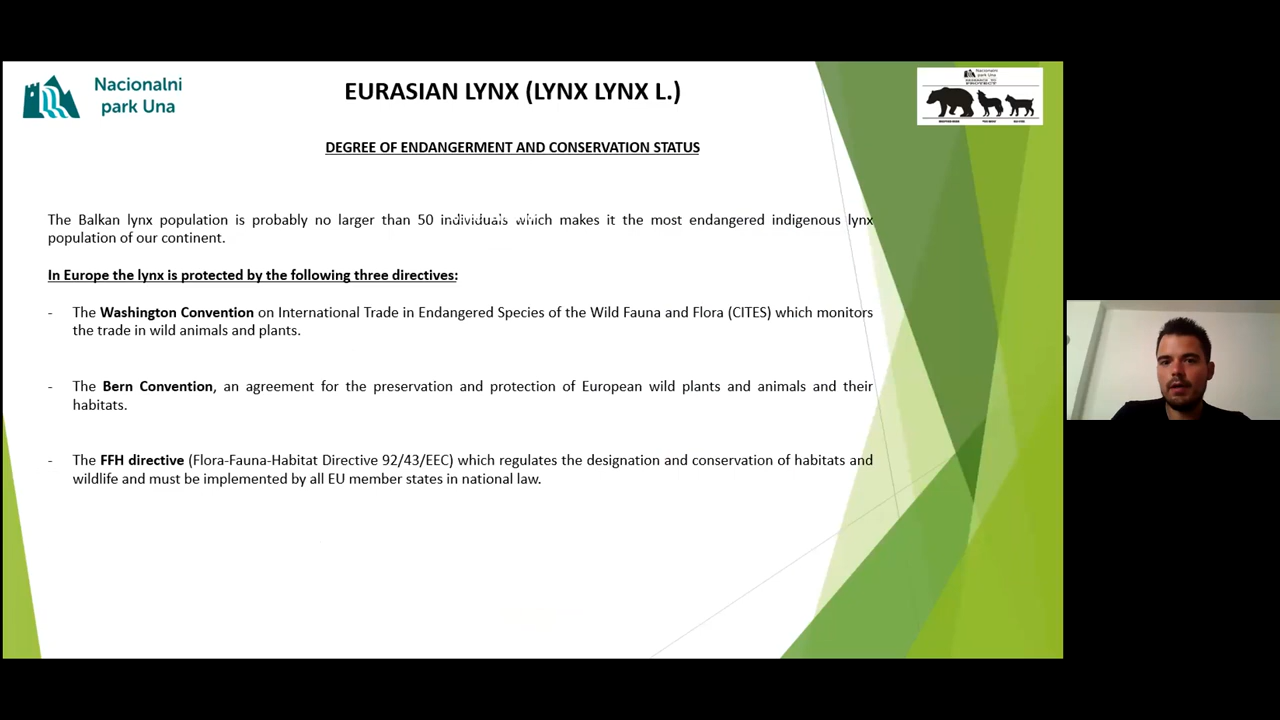 Nacionalni
park Una
EURASIAN LYNX (LYNX LYNX L.)
Nacionalni
park Una
DEGREE OF ENDANGERMENT AND CONSERVATION STATUS
The Balkan lynx population is probably no larger than 50 individuals which makes it the most endangered indigenous lynx
population of our continent.
In Europe the lynx is protected by the following three directives:
- The Washington Convention on International Trade in Endangered Species of the Wild Fauna and Flora (CITES) which monitors
the trade in wild animals and plants.
- The Bern Convention, an agreement for the preservation and protection of European wild plants and animals and their
habitats.
- The FFH directive (Flora-Fauna-Habitat Directive 92/43/EEC) which regulates the designation and conservation of habitats and
wildlife and must be implemented by all EU member states in national law.